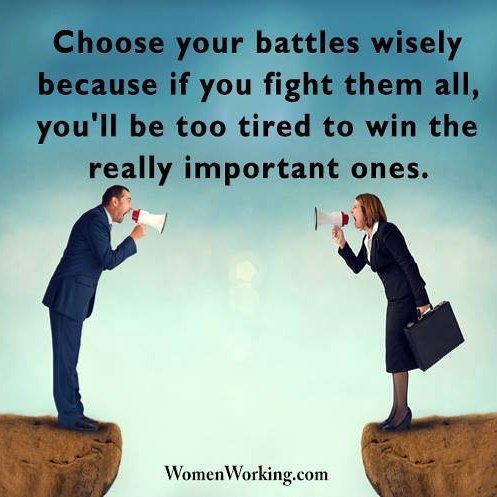 Choose your battles wisely
because if you fight them all,
you'll be too tired to win the
really important ones.
WomenWorking.com